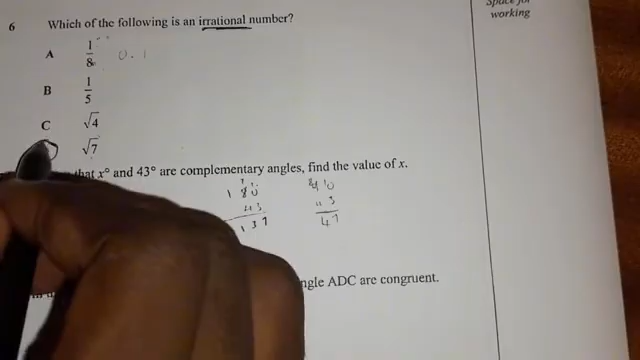 Space for
working
6 Which of the following is an irrational number?
A 1/8 0.1
B 1/5
C √4
√7
that x° and 43° are complementary angles, find the value of x.
180
43
137
43
47
ngle ADC are congruent.